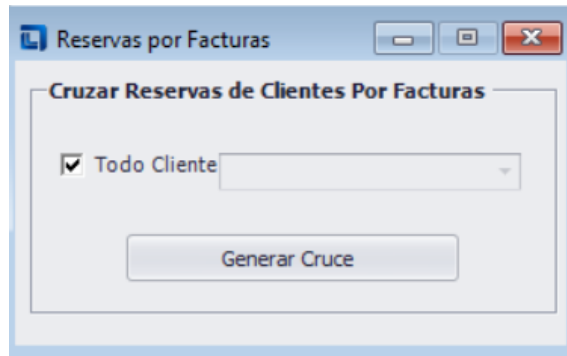 Reservas por Facturas
Cruzar Reservas de Clientes Por Facturas
Todo Cliente
Generar Cruce